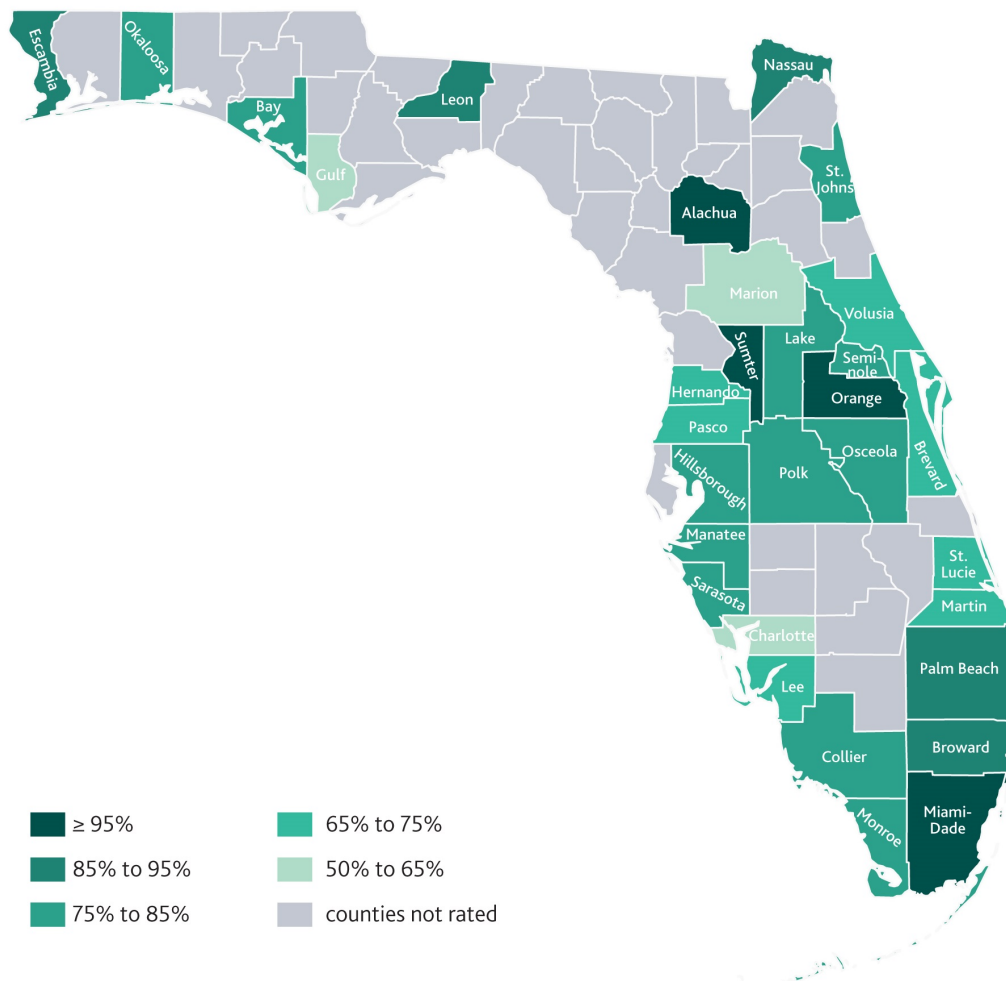 Escambia
Okaloosa
Bay
Gulf
Leon
Nassau
St.
Johns
Alachua
Marion
Volusia
Lake
Sumter
Semi-
nole
Orange
Hernando
Pasco
Hillsborough
Polk
Osceola
Brevard
Manatee
Sarasota
St.
Lucie
Martin
Charlotte
Lee
Palm Beach
Collier
Broward
Monroe
Miami-
Dade
≥ 95%
85% to 95%
75% to 85%
65% to 75%
50% to 65%
counties not rated